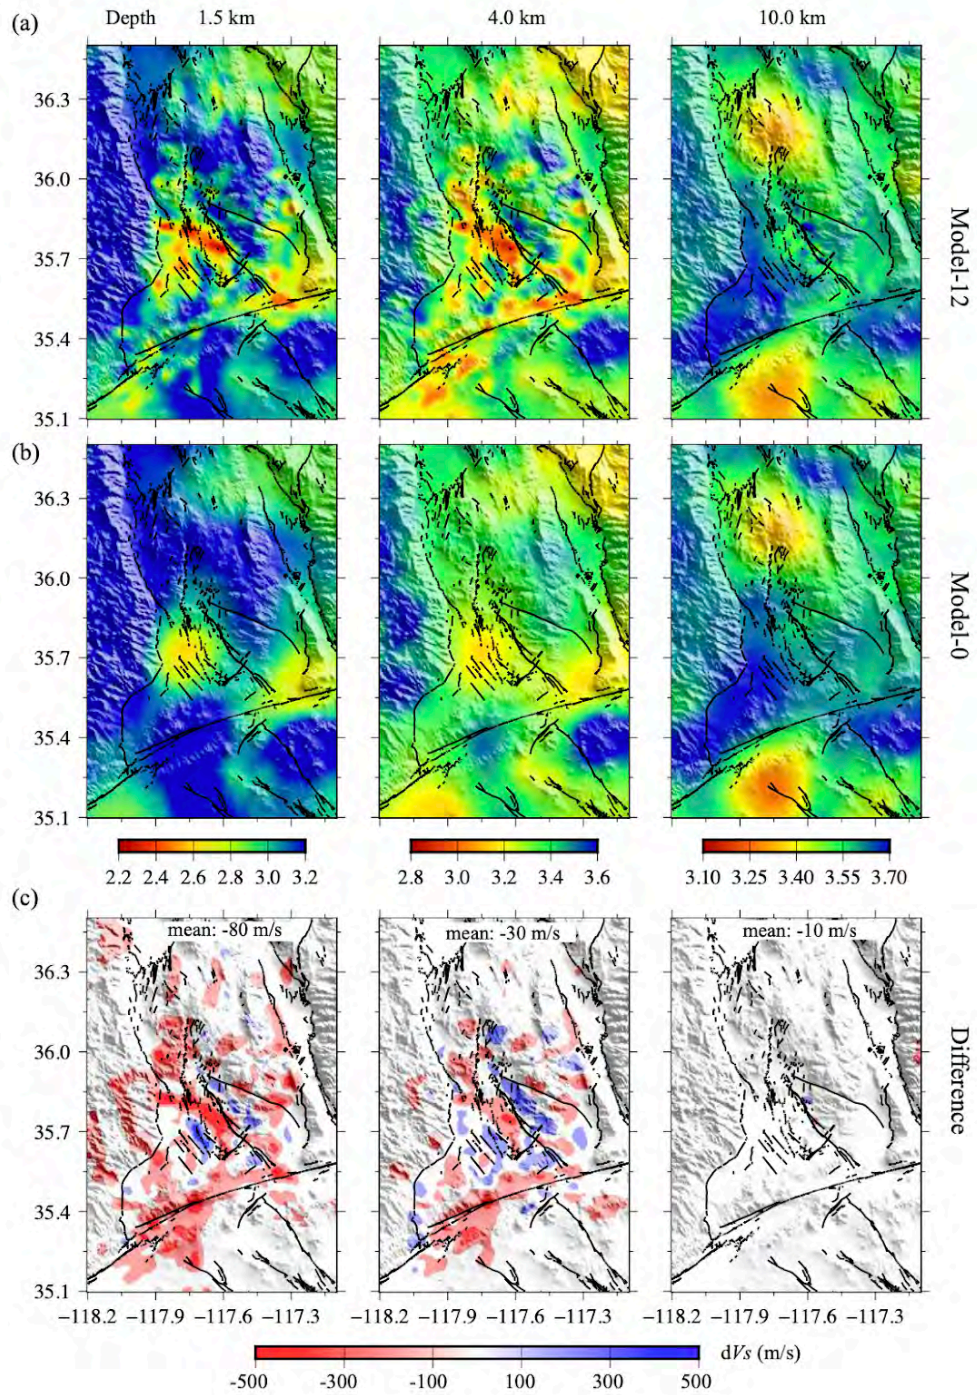 (a) Depth 1.5 km 4.0 km 10.0 km
36.3
36.0
35.7
35.4
35.1
Model-12
(b)
36.3
36.0
35.7
35.4
35.1
Model-0
2.2 2.4 2.6 2.8 3.0 3.2 2.8 3.0 3.2 3.4 3.6 3.10 3.25 3.40 3.55 3.70
(c)
mean: -80 m/s mean: -30 m/s mean: -10 m/s
36.3
36.0
35.7
35.4
35.1
Difference
−118.2 −117.9 −117.6 −117.3 −118.2 −117.9 −117.6 −117.3 −118.2 −117.9 −117.6 −117.3
dVs (m/s)
-500 -300 -100 100 300 500